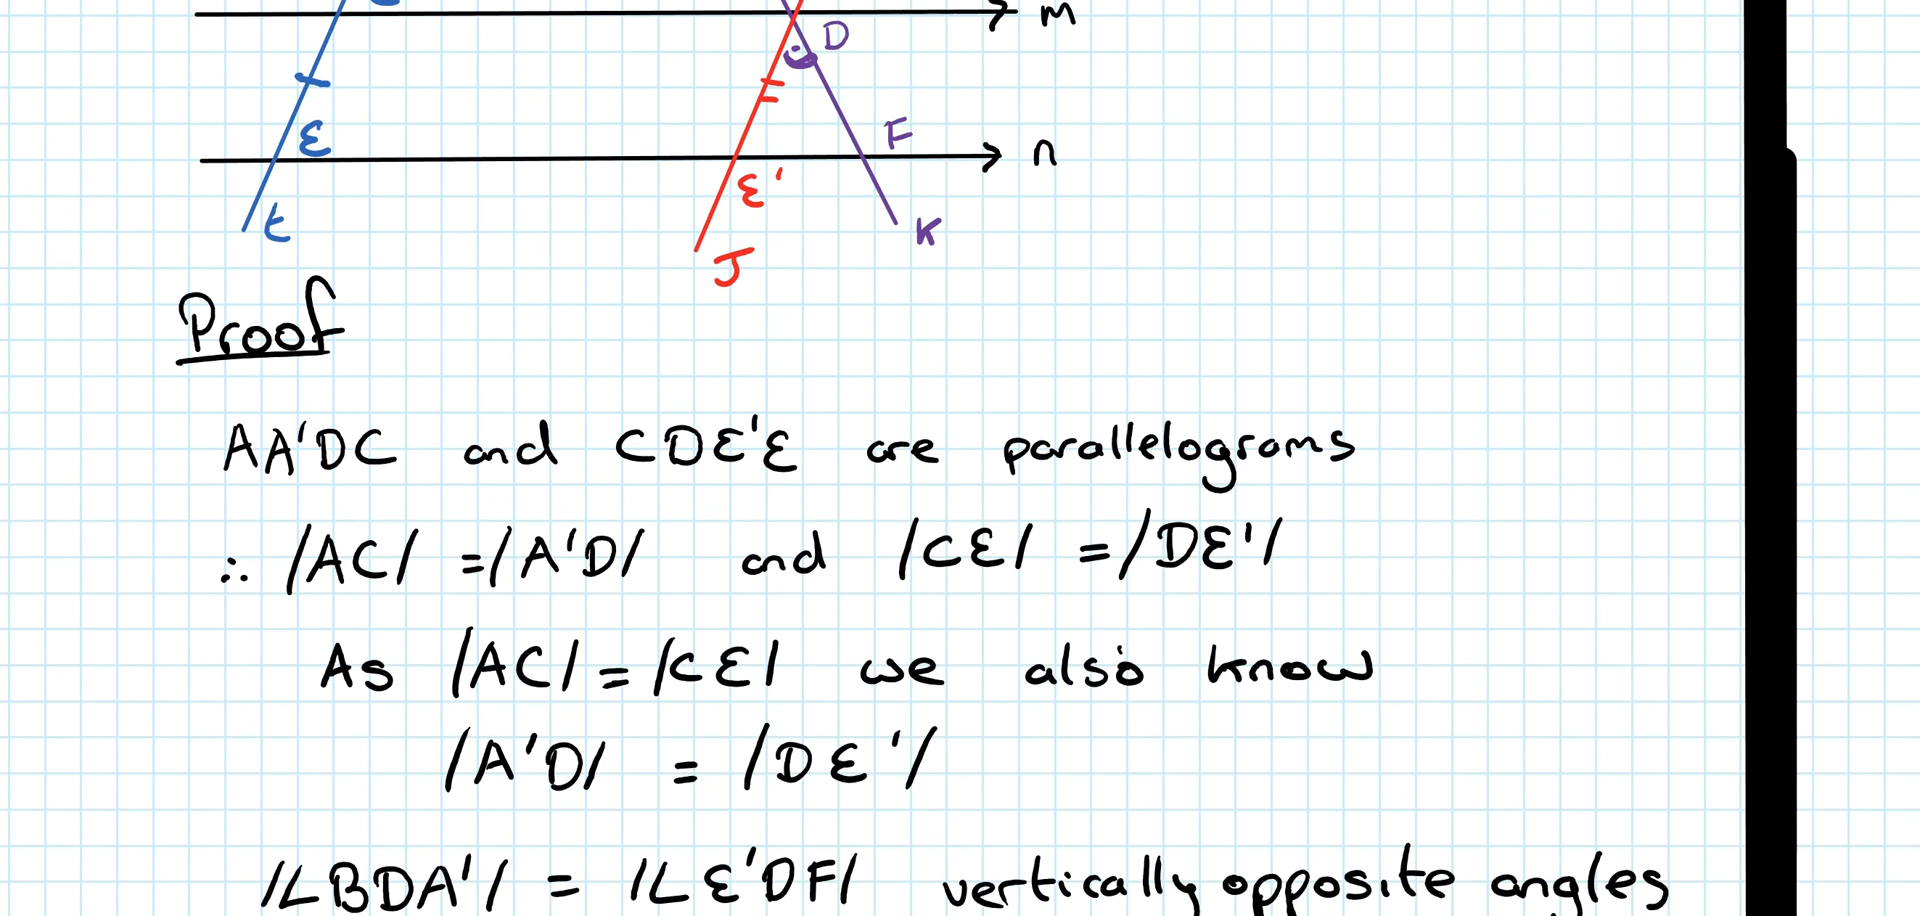 m
D
F
n
ε
ε'
t
K
J
Proof
AA'DC and CDε'ε are parallelograms
∴ |AC| = |A'D| and |Cε| = |Dε'|
As |AC| = |Cε| we also know
|A'D| = |Dε'|
|∠BDA'| = |∠ε'DF| vertically opposite angles